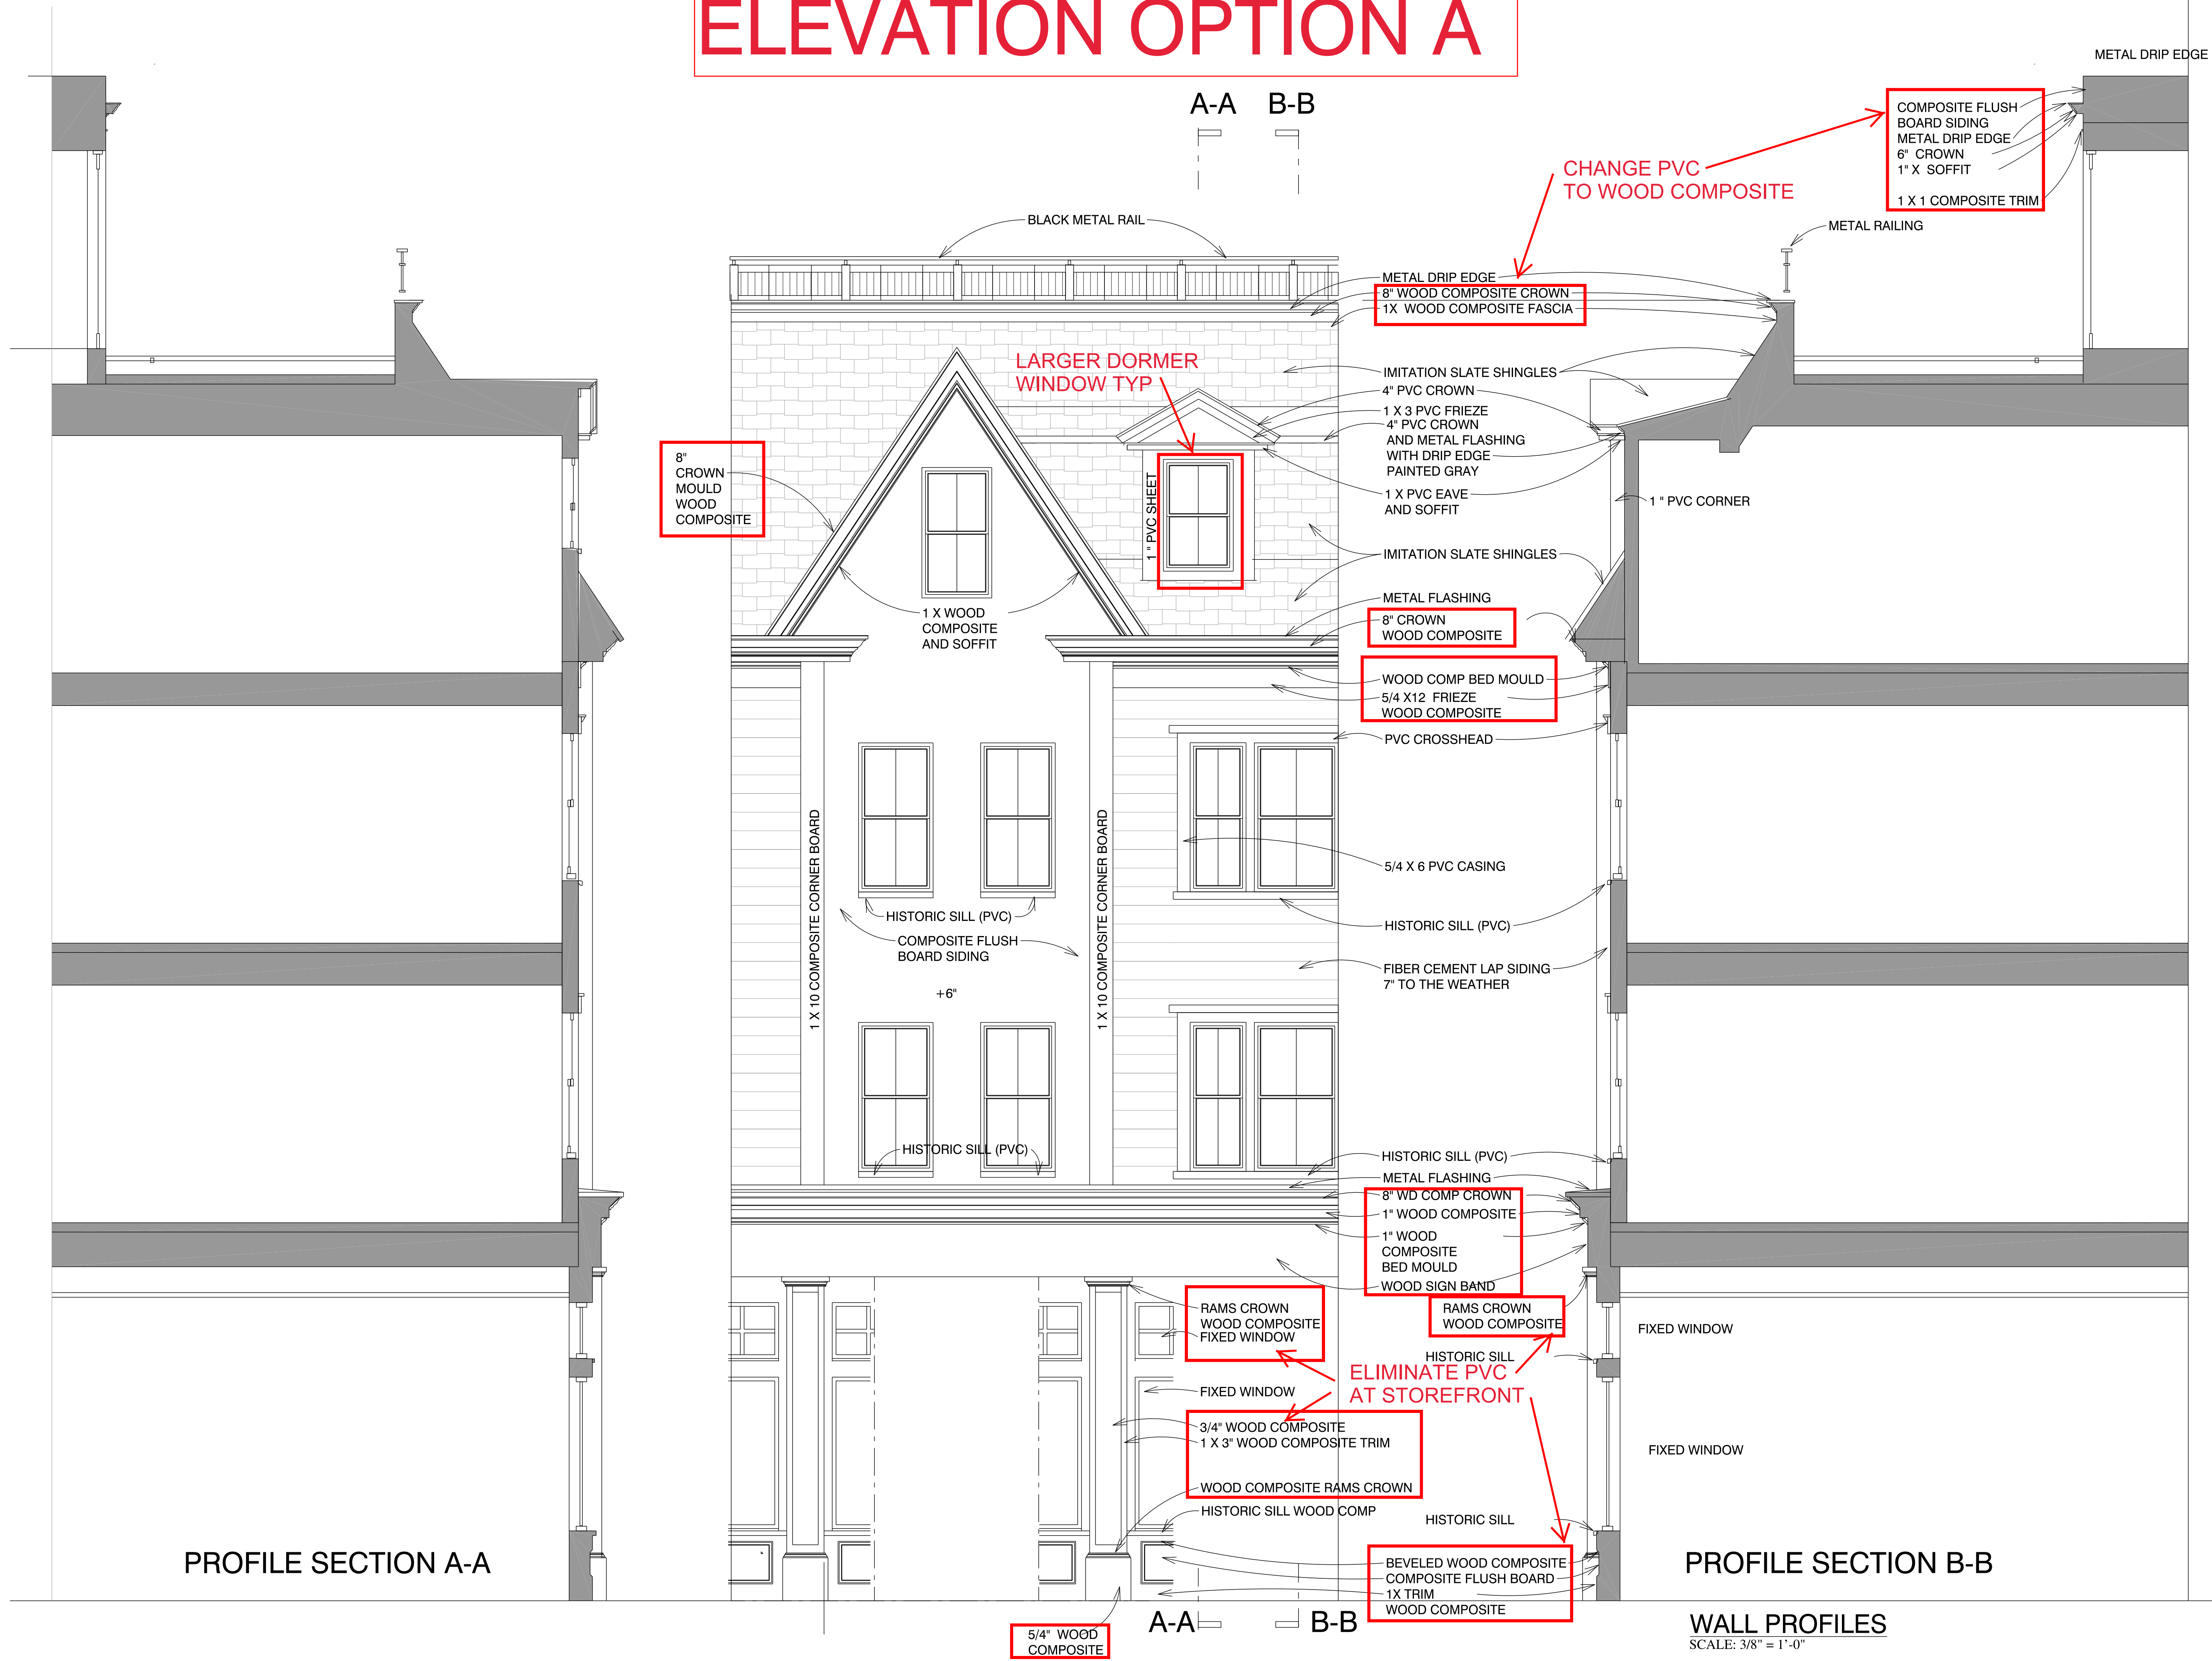 ELEVATION OPTION A
METAL DRIP EDGE
A-A
B-B
COMPOSITE FLUSH
BOARD SIDING
METAL DRIP EDGE
6" CROWN
1" X SOFFIT
1 X 1 COMPOSITE TRIM
CHANGE PVC
TO WOOD COMPOSITE
BLACK METAL RAIL
METAL RAILING
METAL DRIP EDGE
8" WOOD COMPOSITE CROWN
1X WOOD COMPOSITE FASCIA
LARGER DORMER
WINDOW TYP
IMITATION SLATE SHINGLES
4" PVC CROWN
1 X 3 PVC FRIEZE
4" PVC CROWN
AND METAL FLASHING
WITH DRIP EDGE
PAINTED GRAY
8"
CROWN
MOULD
WOOD
COMPOSITE
1 " PVC SHEET
1 X PVC EAVE
AND SOFFIT
1 " PVC CORNER
IMITATION SLATE SHINGLES
METAL FLASHING
1 X WOOD
COMPOSITE
AND SOFFIT
8" CROWN
WOOD COMPOSITE
WOOD COMP BED MOULD
5/4 X12 FRIEZE
WOOD COMPOSITE
PVC CROSSHEAD
1 X 10 COMPOSITE CORNER BOARD
1 X 10 COMPOSITE CORNER BOARD
5/4 X 6 PVC CASING
HISTORIC SILL (PVC)
HISTORIC SILL (PVC)
COMPOSITE FLUSH
BOARD SIDING
FIBER CEMENT LAP SIDING
7" TO THE WEATHER
+6"
HISTORIC SILL (PVC)
HISTORIC SILL (PVC)
METAL FLASHING
8" WD COMP CROWN
1" WOOD COMPOSITE
1" WOOD
COMPOSITE
BED MOULD
WOOD SIGN BAND
RAMS CROWN
WOOD COMPOSITE
FIXED WINDOW
RAMS CROWN
WOOD COMPOSITE
FIXED WINDOW
HISTORIC SILL
ELIMINATE PVC
AT STOREFRONT
FIXED WINDOW
3/4" WOOD COMPOSITE
1 X 3" WOOD COMPOSITE TRIM
FIXED WINDOW
WOOD COMPOSITE RAMS CROWN
HISTORIC SILL WOOD COMP
HISTORIC SILL
PROFILE SECTION A-A
BEVELED WOOD COMPOSITE
COMPOSITE FLUSH BOARD
1X TRIM
WOOD COMPOSITE
PROFILE SECTION B-B
A-A
B-B
5/4" WOOD
COMPOSITE
WALL PROFILES
SCALE: 3/8" = 1'-0"